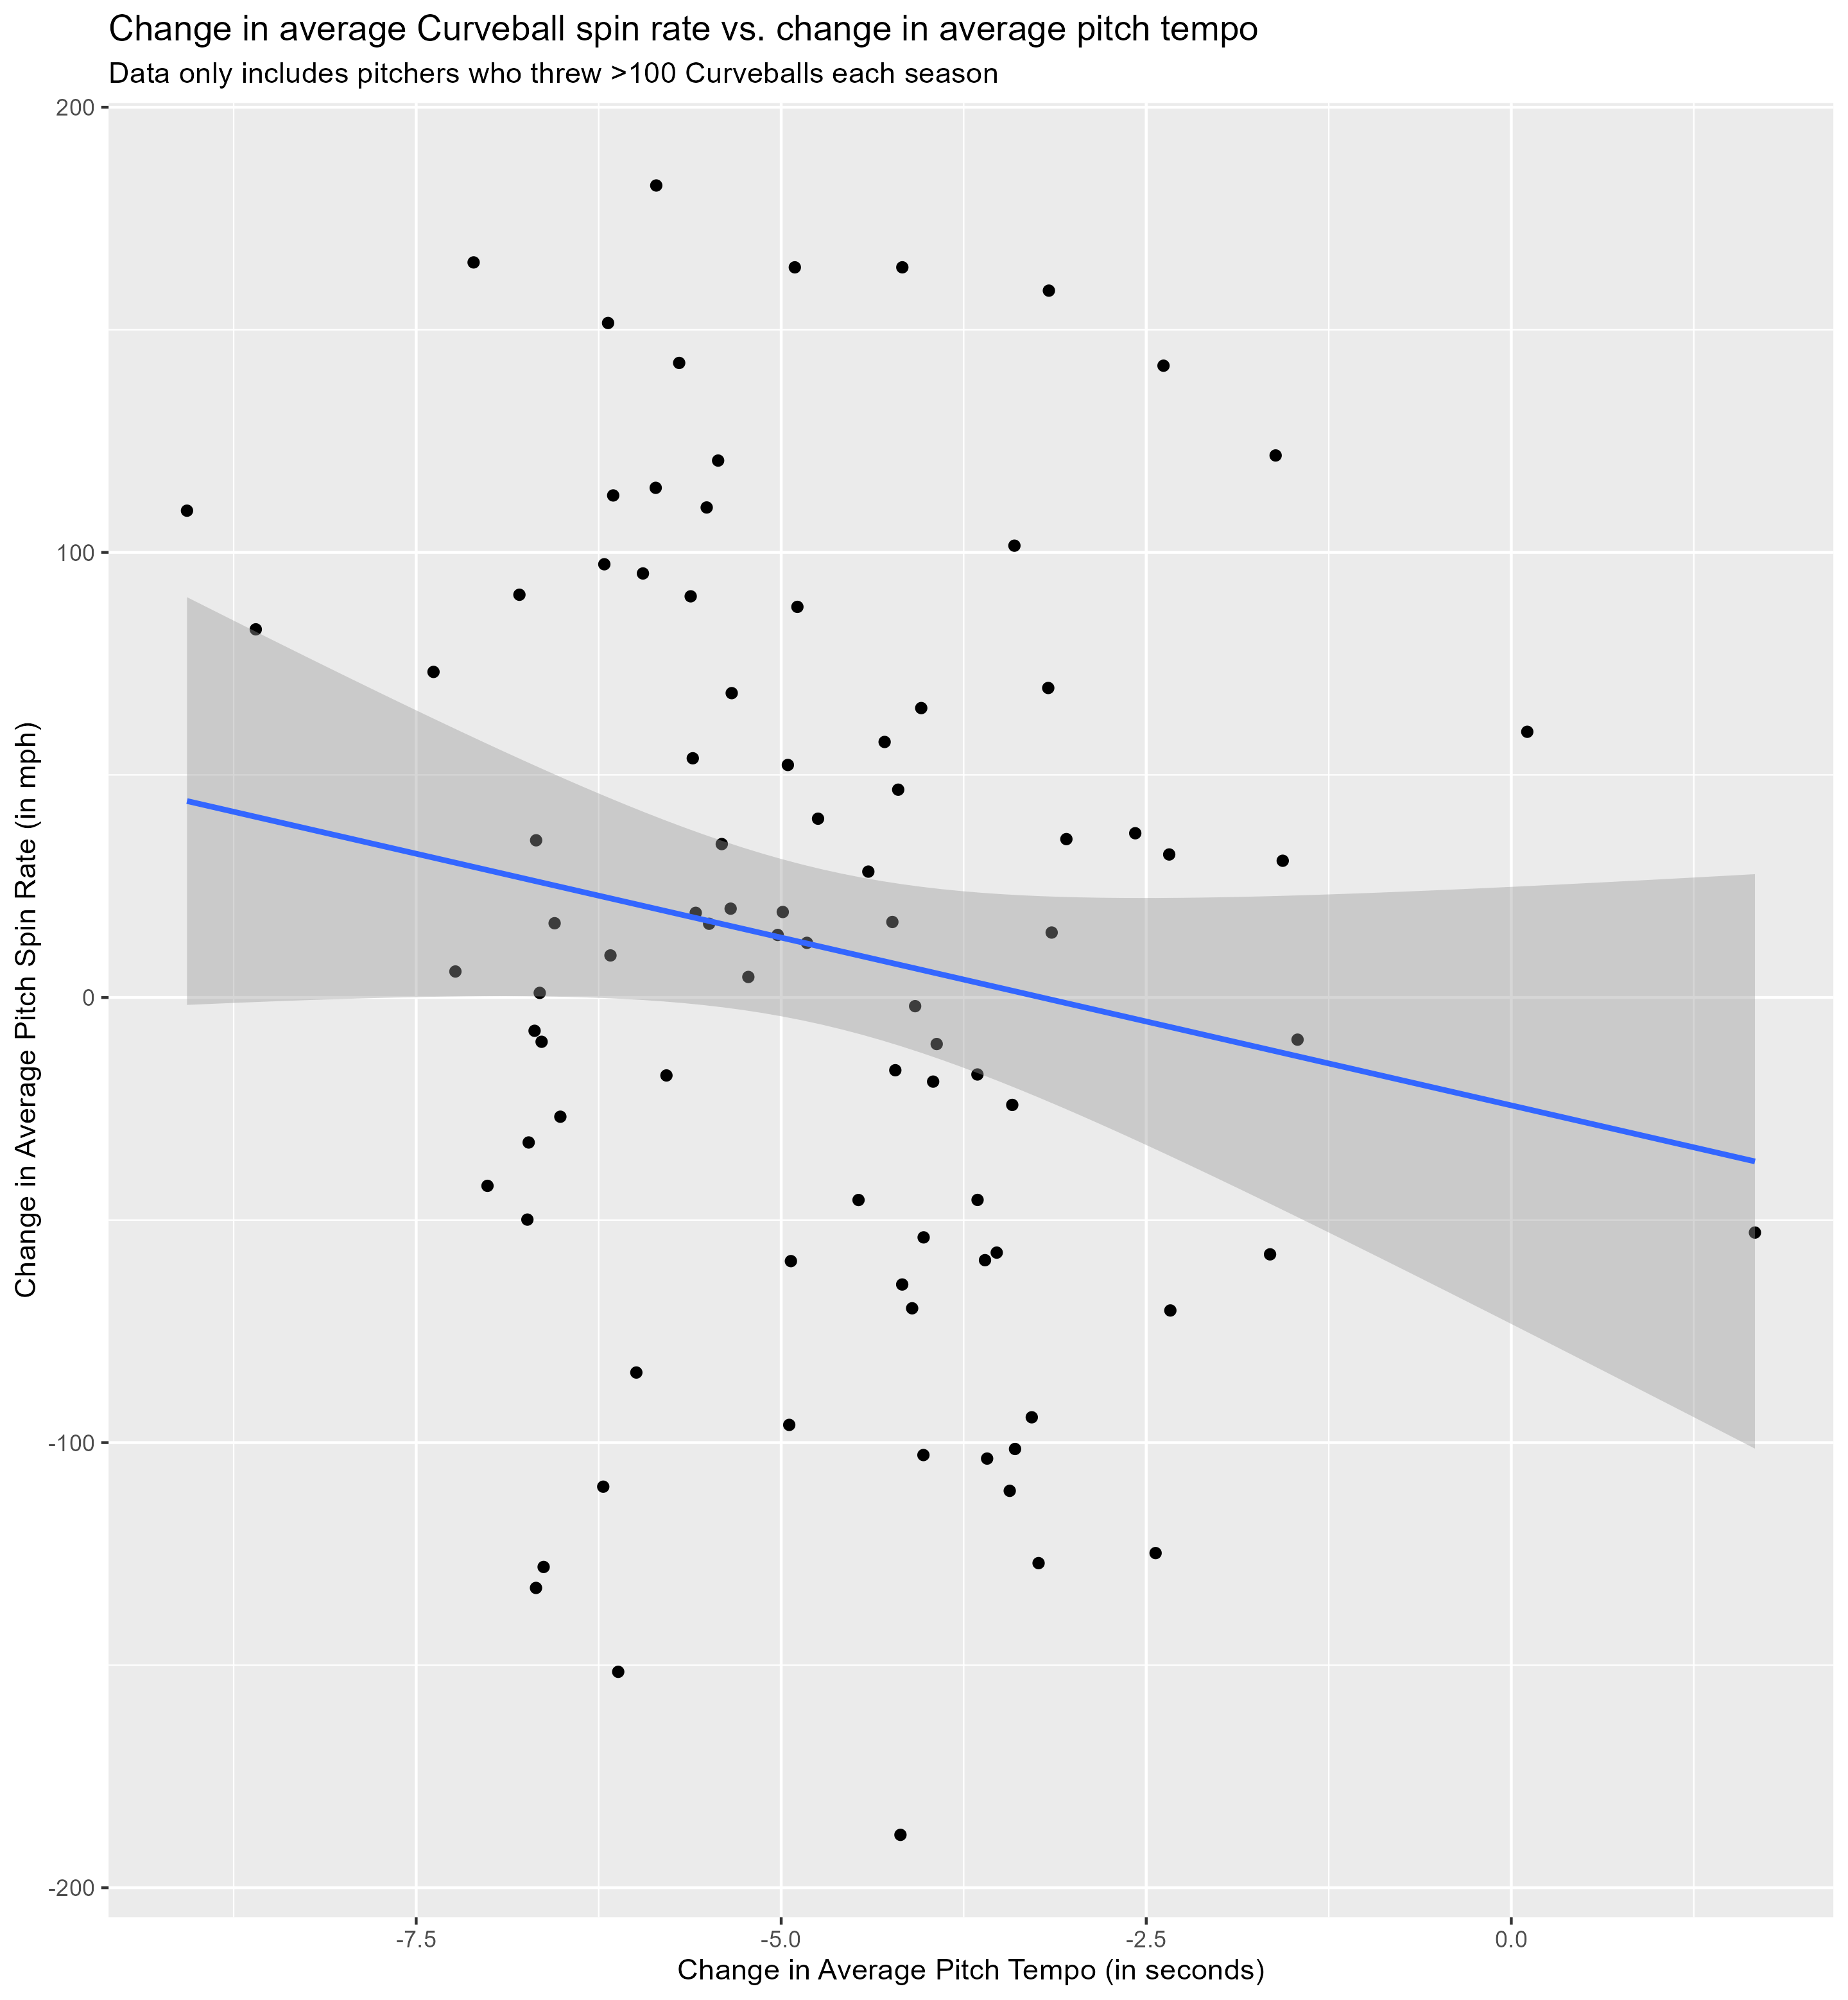 Change in average Curveball spin rate vs. change in average pitch tempo
Data only includes pitchers who threw >100 Curveballs each season
200
100
0
-100
-200
Change in Average Pitch Spin Rate (in mph)
-7.5
-5.0
-2.5
0.0
Change in Average Pitch Tempo (in seconds)